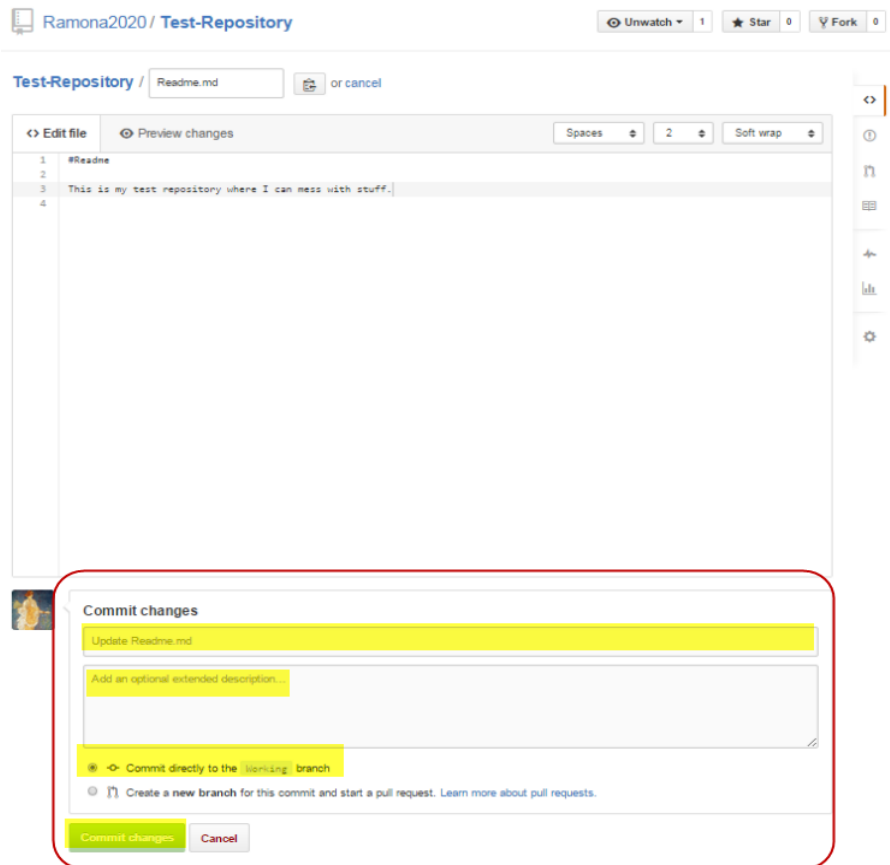 Ramona2020 / Test-Repository
Unwatch 1 Star 0 Fork 0
Test-Repository / Readme.md or cancel
<> Edit file Preview changes Spaces 2 Soft wrap
1 #Readme
2
3 This is my test repository where I can mess with stuff.
4
Commit changes
Update Readme.md
Add an optional extended description...
Commit directly to the Working branch
Create a new branch for this commit and start a pull request. Learn more about pull requests.
Commit changes Cancel